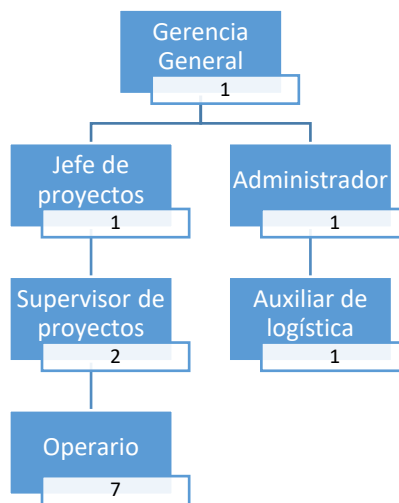 Gerencia
General
1
Jefe de
proyectos
1
Administrador
1
Supervisor de
proyectos
2
Auxiliar de
logística
1
Operario
7